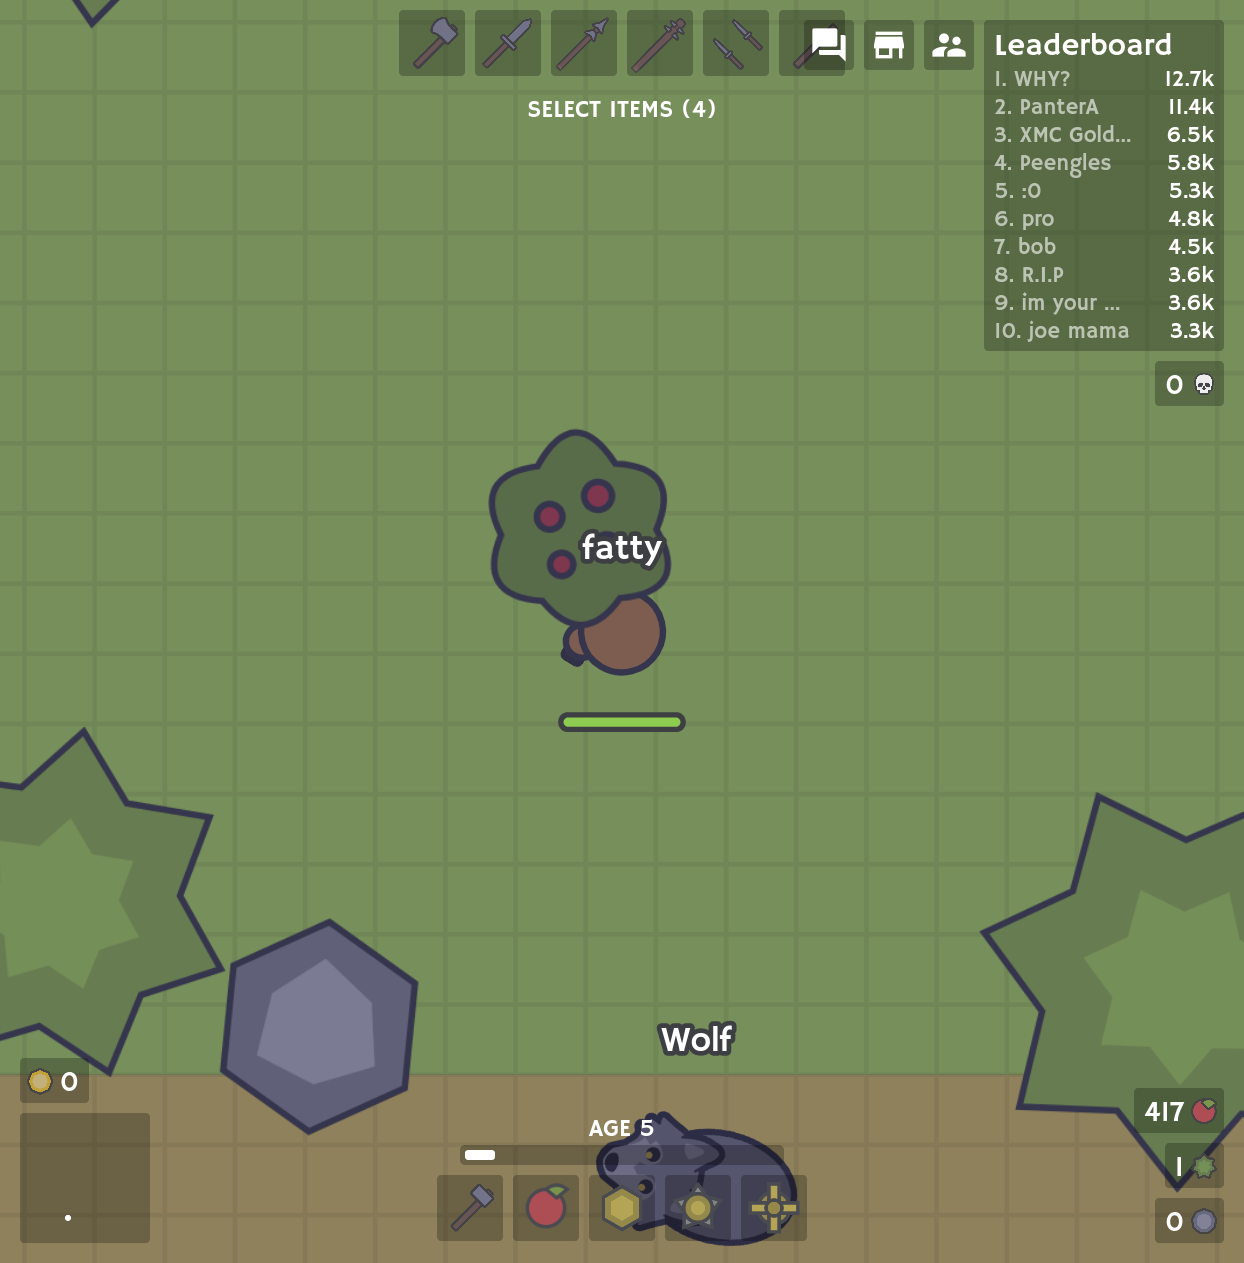 SELECT ITEMS (4)
Leaderboard
1. WHY? 12.7k
2. PanterA 11.4k
3. XMC Gold... 6.5k
4. Peengles 5.8k
5. :0 5.3k
6. pro 4.8k
7. bob 4.5k
8. R.I.P 3.6k
9. im your ... 3.6k
10. joe mama 3.3k
0
fatty
Wolf
0
417
AGE 5
1
0